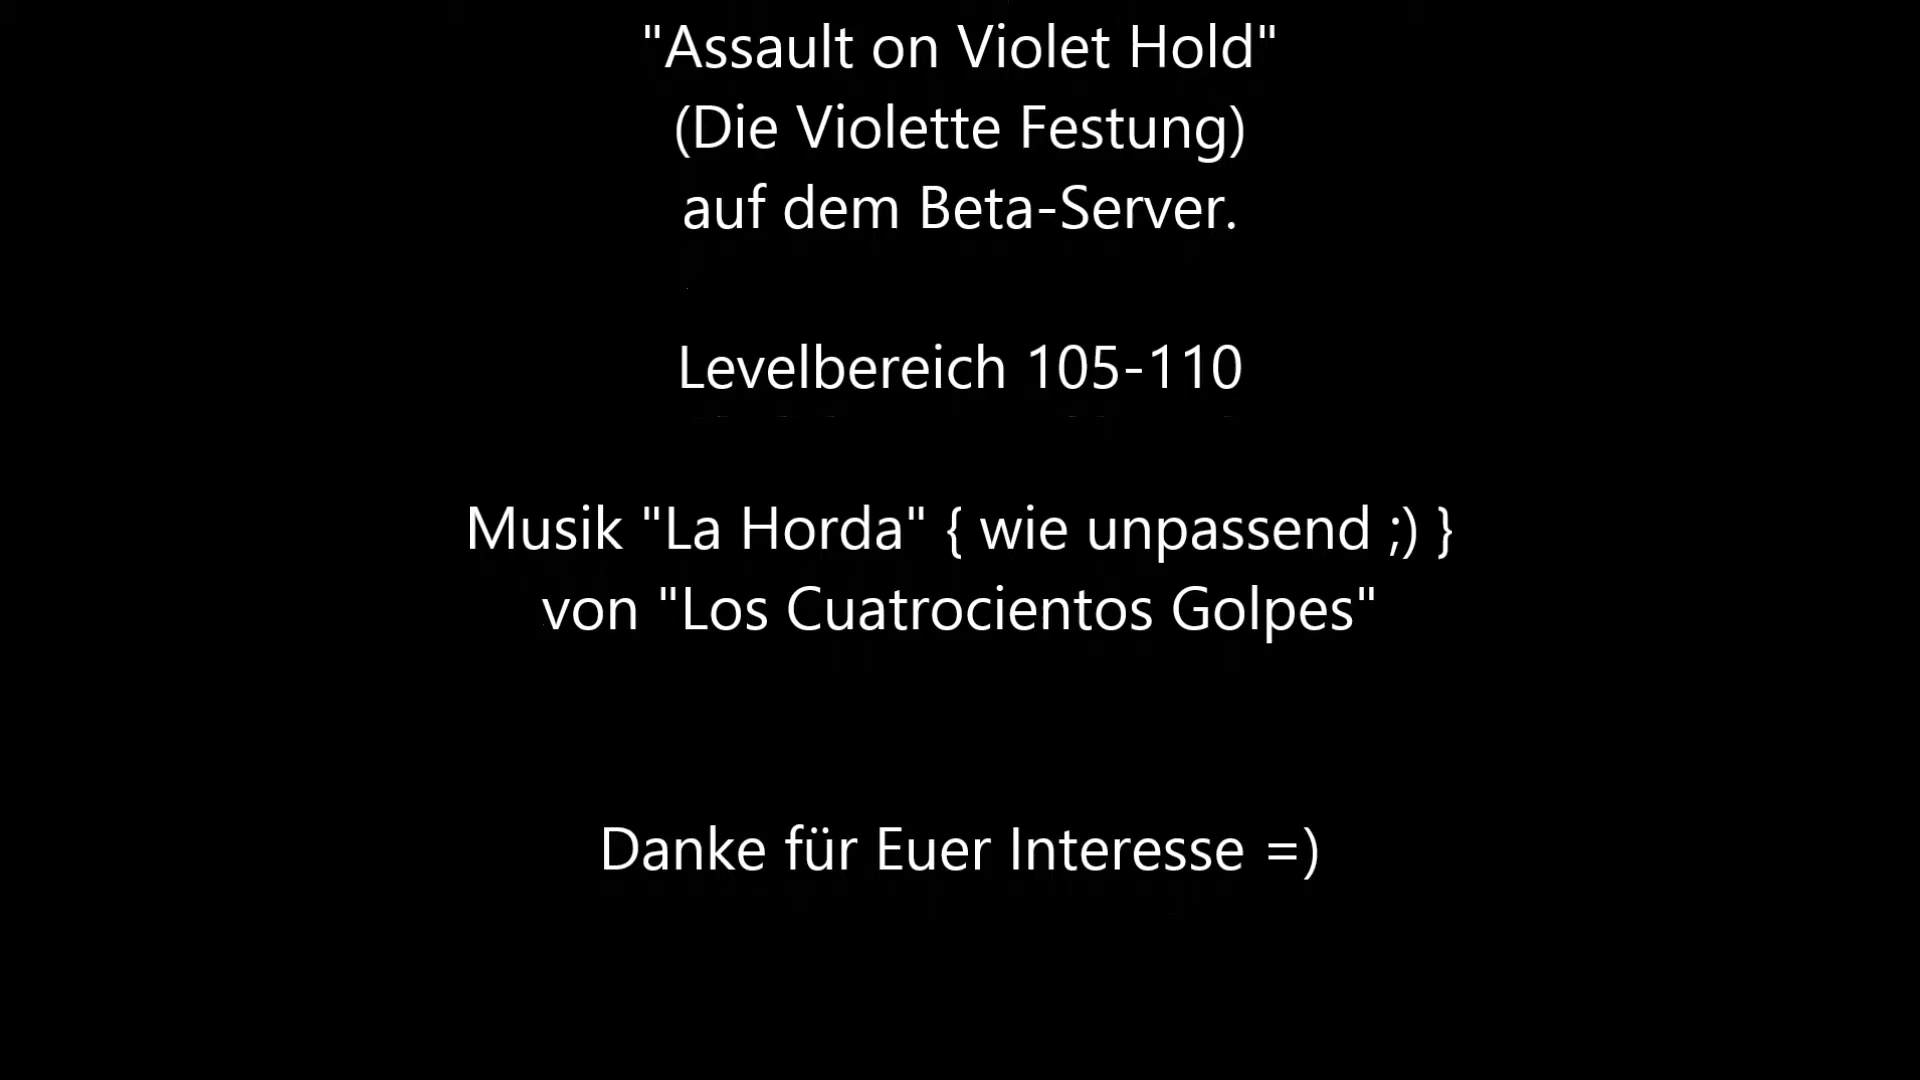 "Assault on Violet Hold"
(Die Violette Festung)
auf dem Beta-Server.
Levelbereich 105-110
Musik "La Horda" { wie unpassend ;) }
von "Los Cuatrocientos Golpes"
Danke für Euer Interesse =)